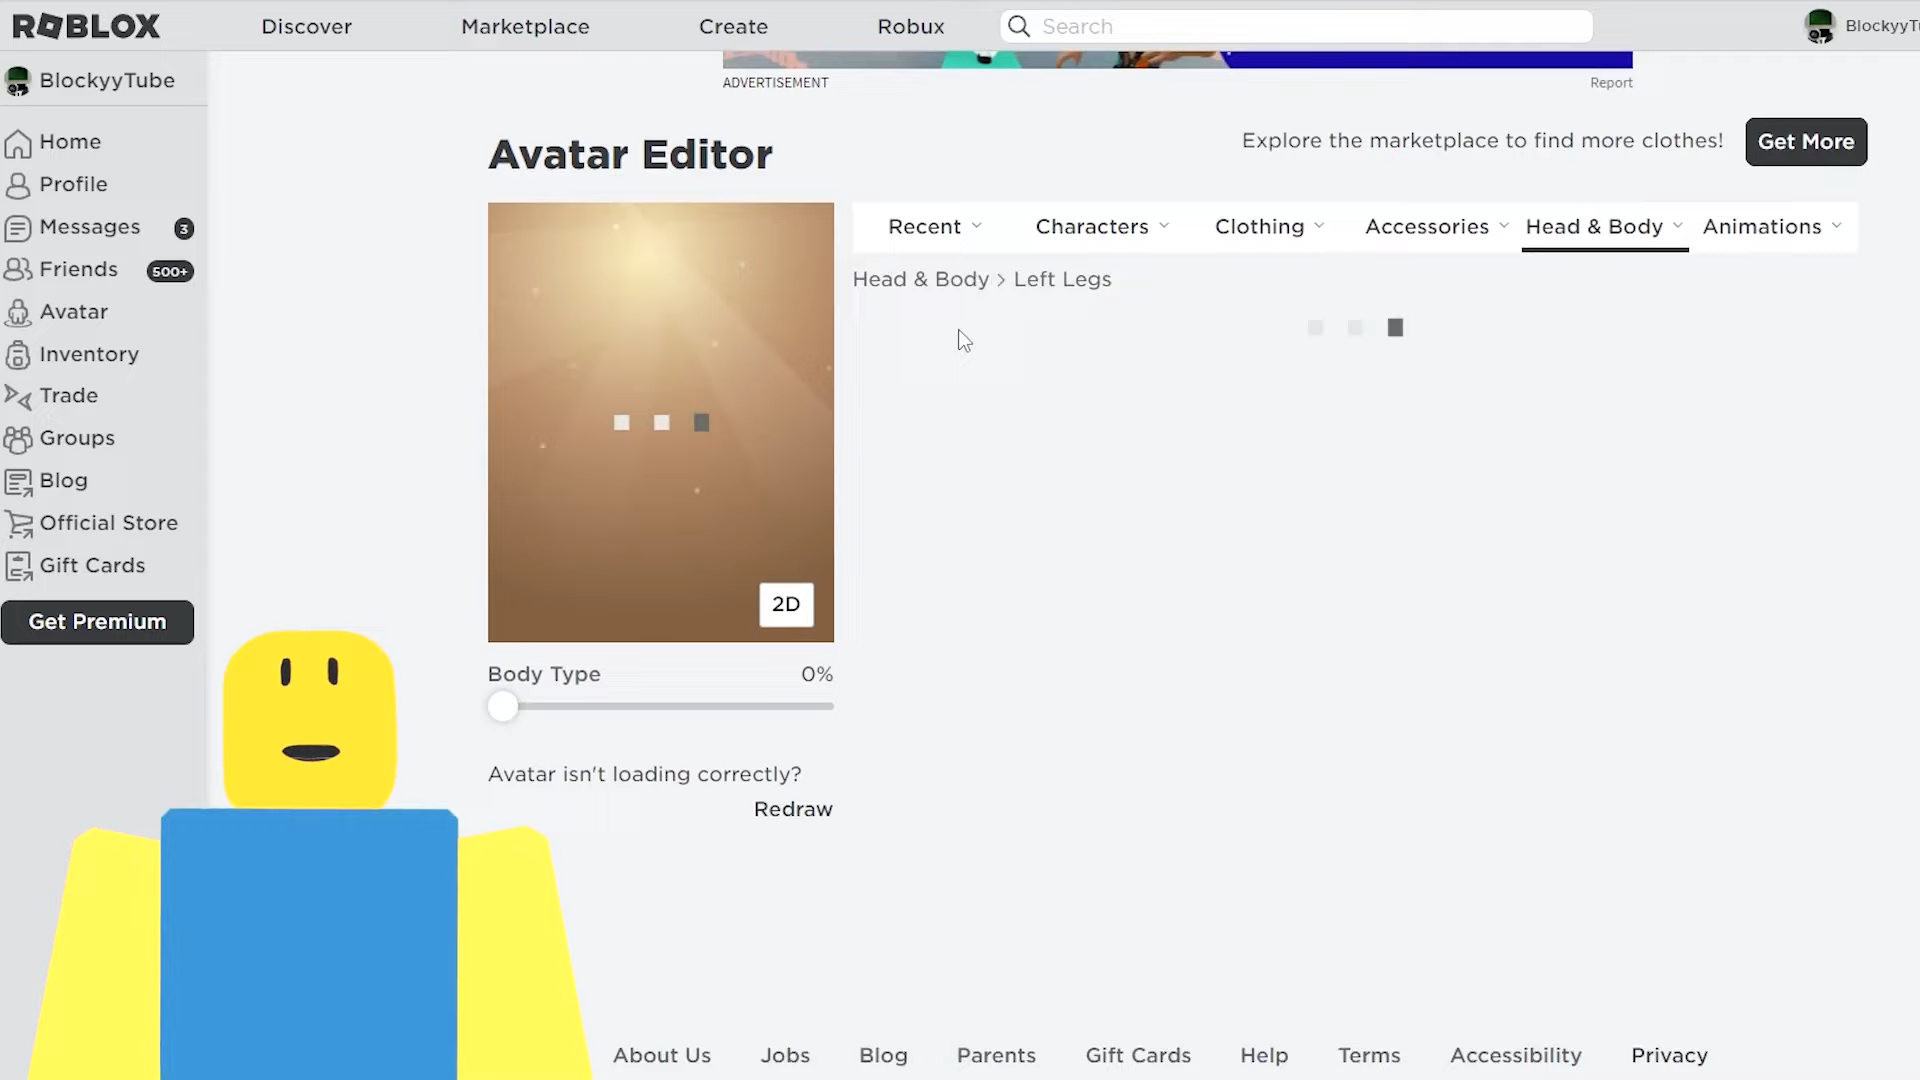 ROBLOX
Discover
Marketplace
Create
Robux
Search
BlockyyTu
BlockyyTube
Home
Profile
Messages
3
Friends
500+
Avatar
Inventory
Trade
Groups
Blog
Official Store
Gift Cards
Get Premium
ADVERTISEMENT
Report
Avatar Editor
Explore the marketplace to find more clothes!
Get More
Recent
Characters
Clothing
Accessories
Head & Body
Animations
Head & Body > Left Legs
2D
Body Type
0%
Avatar isn't loading correctly?
Redraw
About Us
Jobs
Blog
Parents
Gift Cards
Help
Terms
Accessibility
Privacy